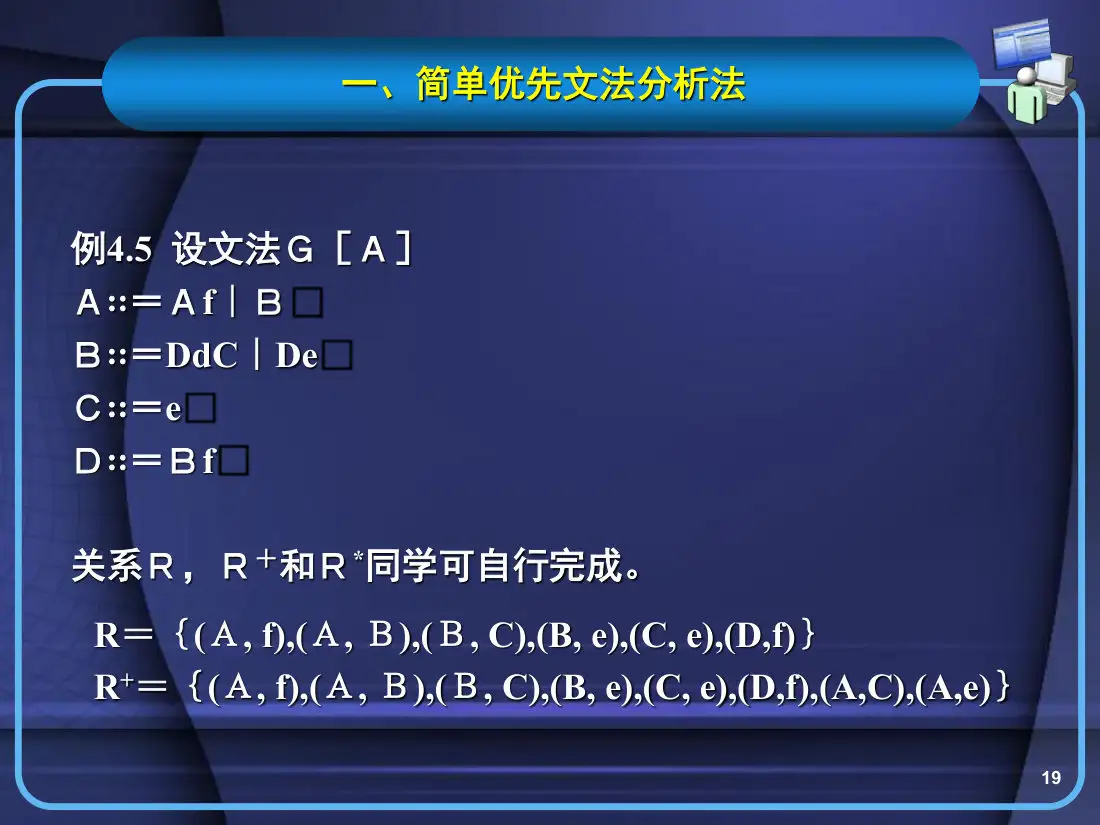 一、简单优先文法分析法
例4.5 设文法Ｇ［Ａ］
Ａ::＝Ａf｜Ｂ□
Ｂ::＝DdC｜De□
Ｃ::＝e□
Ｄ::＝Ｂf□
关系Ｒ，Ｒ＋和Ｒ*同学可自行完成。
R＝｛(Ａ, f),(Ａ, Ｂ),(Ｂ, C),(B, e),(C, e),(D,f)｝
R+＝｛(Ａ, f),(Ａ, Ｂ),(Ｂ, C),(B, e),(C, e),(D,f),(A,C),(A,e)｝
19